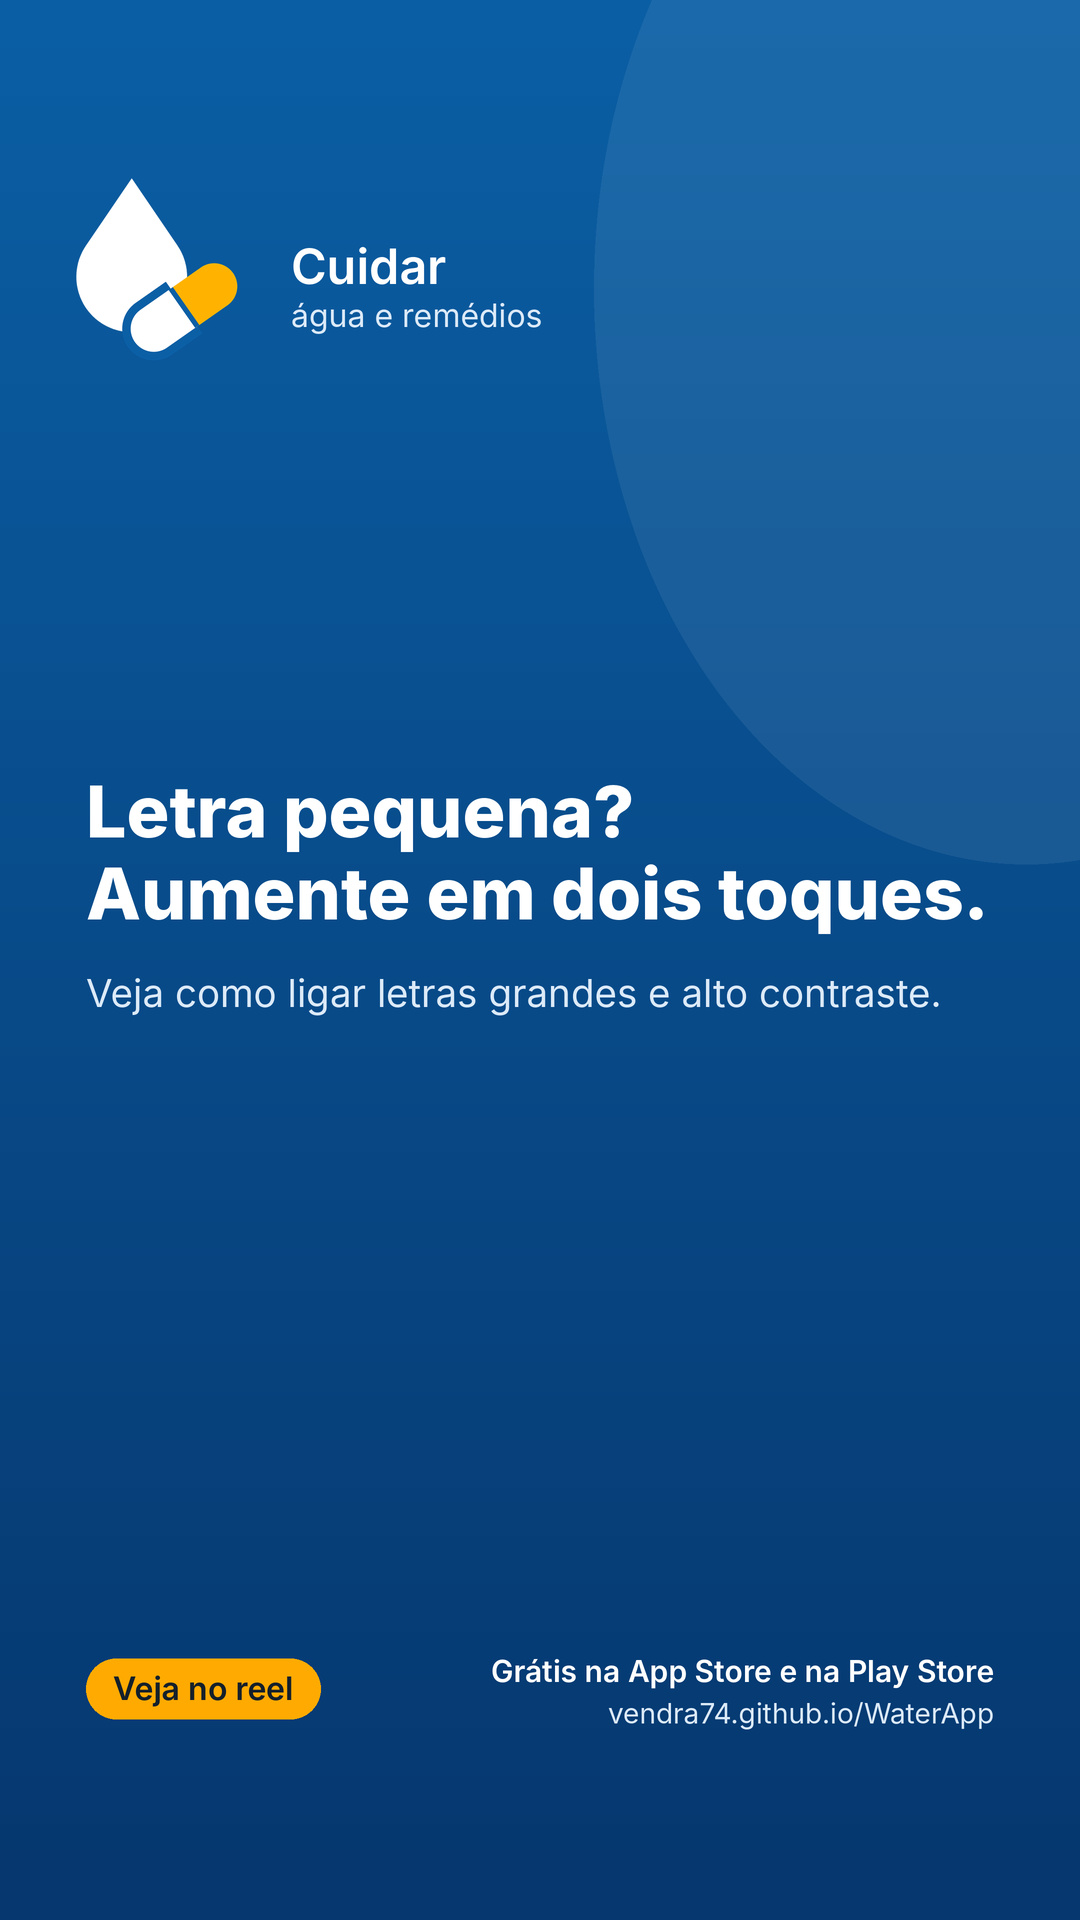 Cuidar
água e remédios
Letra pequena?
Aumente em dois toques.
Veja como ligar letras grandes e alto contraste.
Veja no reel
Grátis na App Store e na Play Store
vendra74.github.io/WaterApp